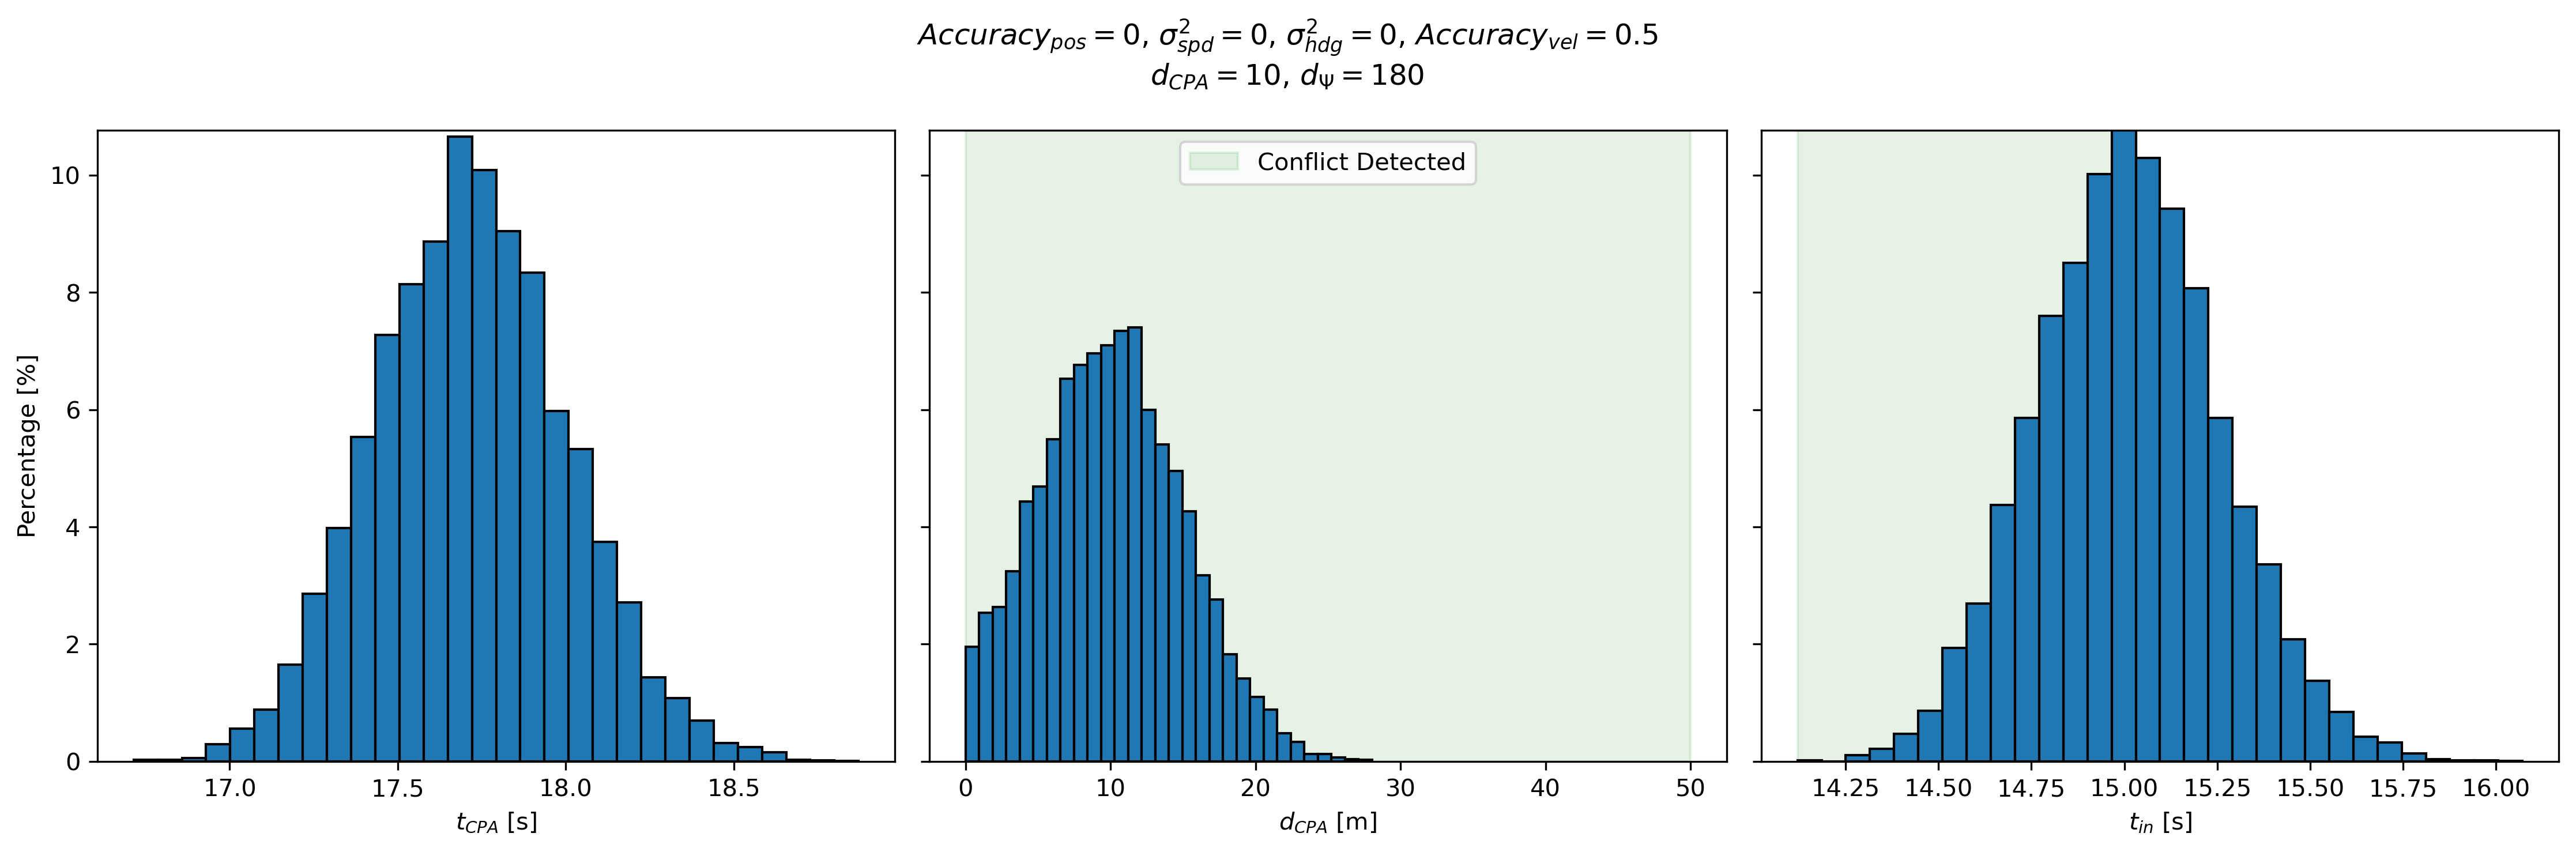 Accuracy_pos = 0, σ²_spd = 0, σ²_hdg = 0, Accuracy_vel = 0.5
d_CPA = 10, d_Ψ = 180
Percentage [%]
10
8
6
4
2
0
17.0 17.5 18.0 18.5
t_CPA [s]
Conflict Detected
0 10 20 30 40 50
d_CPA [m]
14.25 14.50 14.75 15.00 15.25 15.50 15.75 16.00
t_in [s]